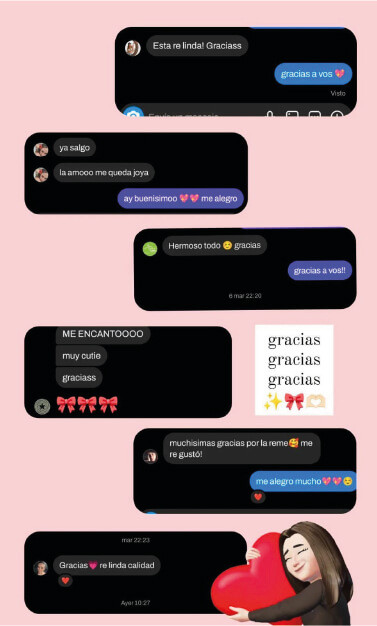 Esta re linda! Graciass
gracias a vos 💘
Visto
ya salgo
la amooo me queda joya
ay buenisimoo 💘💘 me alegro
Hermoso todo ☺️ gracias
gracias a vos!!
6 mar 22:20
ME ENCANTOOOO
muy cutie
graciass
🎀🎀🎀
gracias
gracias
gracias
✨🎀🫶🏻
muchisimas gracias por la reme🥰 me
re gustó!
me alegro mucho💘💘☺️
❤️
mar 22:23
Gracias💗 re linda calidad
❤️
Ayer 10:27